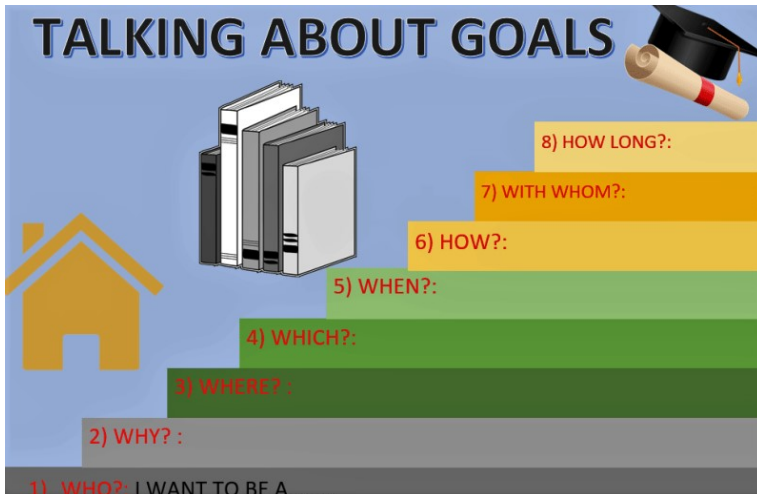 TALKING ABOUT GOALS
8) HOW LONG?:
7) WITH WHOM?:
6) HOW?:
5) WHEN?:
4) WHICH?:
3) WHERE? :
2) WHY? :
1) WHO?: I WANT TO BE A